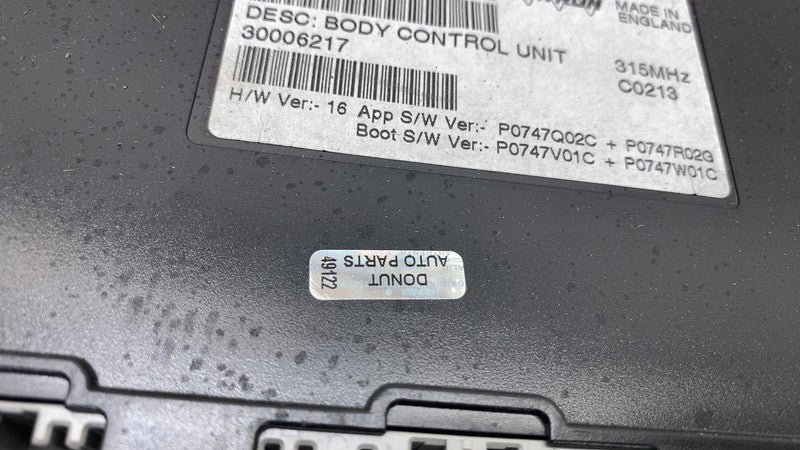 MADE IN
ENGLAND
DESC: BODY CONTROL UNIT
30006217
315MHz
C0213
H/W Ver:- 16 App S/W Ver:- P0747Q02C + P0747R02G
Boot S/W Ver:- P0747V01C + P0747W01C
DONUT
AUTO PARTS
49122